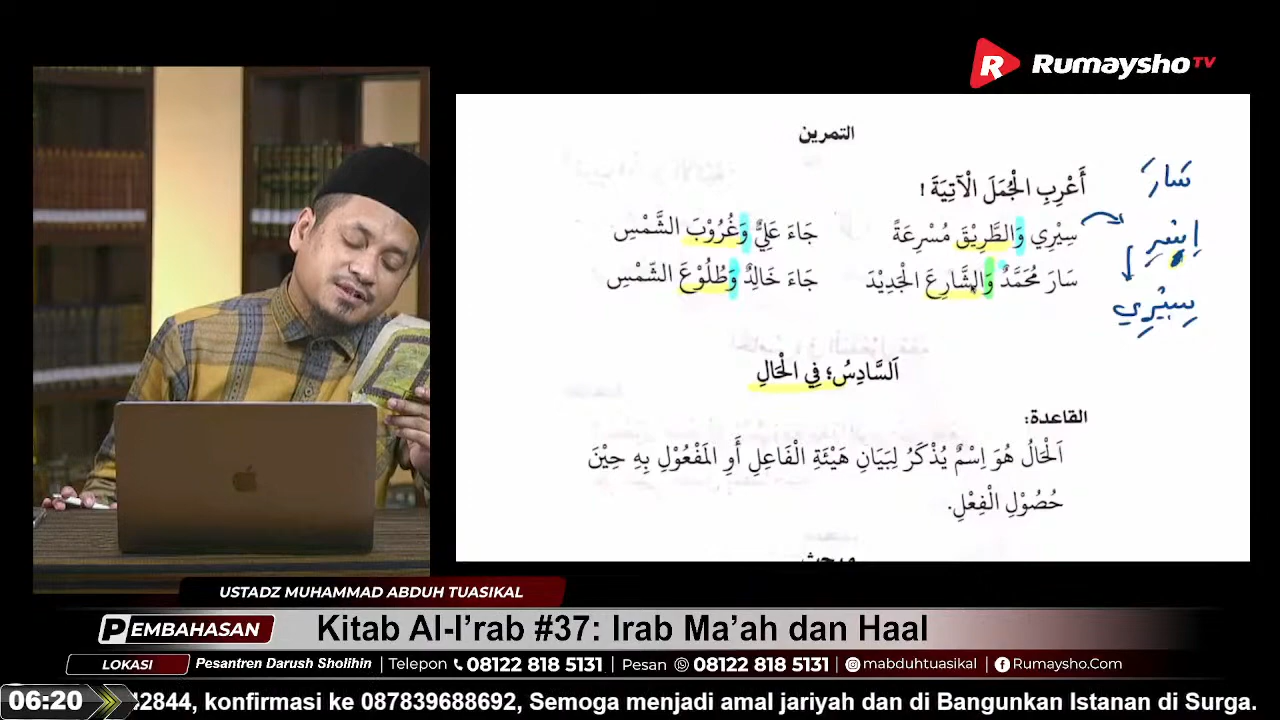 Rumaysho TV
التمرين
أَعْرِبِ الْجُمَلَ الْآتِيَةَ !
سِيْرِي وَالطَّرِيْقَ مُسْرِعَةً جَاءَ عَلِيٌّ وَغُرُوْبَ الشَّمْسِ
سَارَ مُحَمَّدٌ وَالشَّارِعَ الْجَدِيْدَ جَاءَ خَالِدٌ وَطُلُوْعَ الشَّمْسِ
سَارَ
سِيْرِي
اَلسَّادِسُ؛ فِي الْحَالِ
القاعدة:
اَلْحَالُ هُوَ اِسْمٌ يُذْكَرُ لِبَيَانِ هَيْئَةِ الْفَاعِلِ أَوِ الْمَفْعُوْلِ بِهِ حِيْنَ
حُصُوْلِ الْفِعْلِ.
USTADZ MUHAMMAD ABDUH TUASIKAL
PEMBAHASAN Kitab Al-I'rab #37: Irab Ma'ah dan Haal
LOKASI Pesantren Darush Sholihin | Telepon 08122 818 5131 | Pesan 08122 818 5131 | mabduhtuasikal | Rumaysho.Com
06:20 42844, konfirmasi ke 087839688692, Semoga menjadi amal jariyah dan di Bangunkan Istanan di Surga.